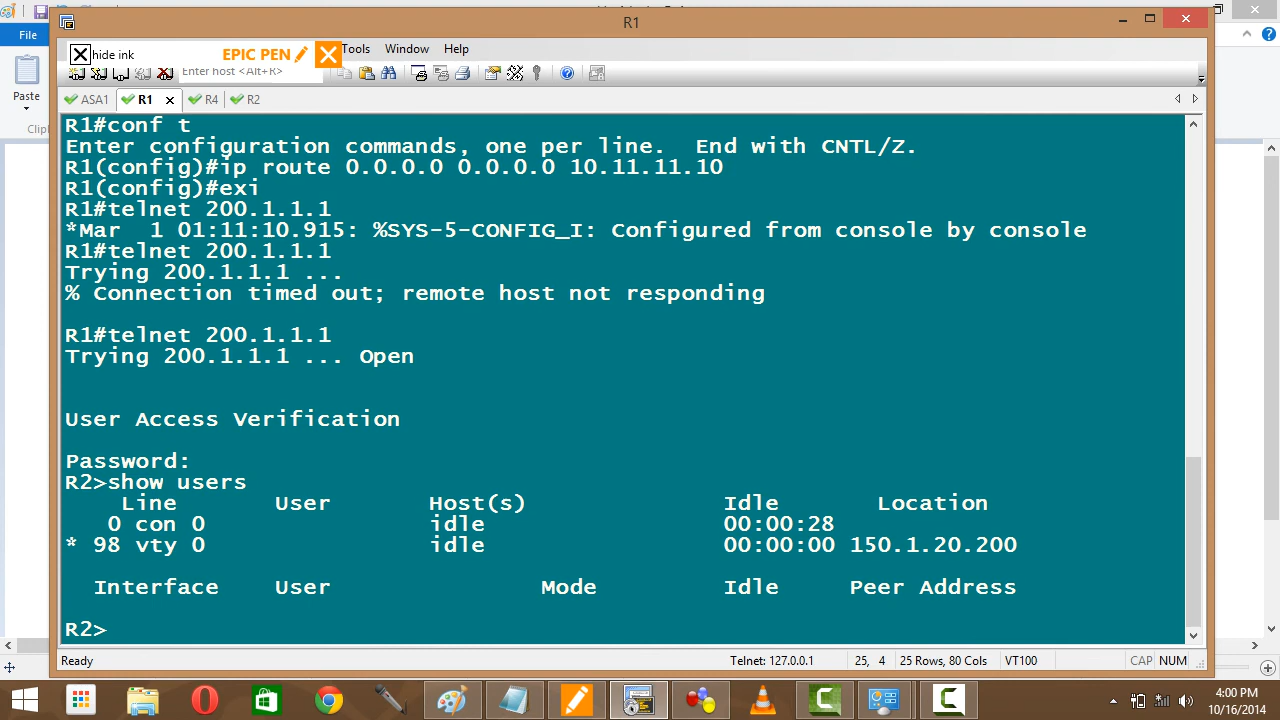 R1
File
hide ink
EPIC PEN
Tools Window Help
Paste
Enter host <Alt+R>
ASA1 R1 R4 R2
R1#conf t
Enter configuration commands, one per line.  End with CNTL/Z.
R1(config)#ip route 0.0.0.0 0.0.0.0 10.11.11.10
R1(config)#exi
R1#telnet 200.1.1.1
*Mar  1 01:11:10.915: %SYS-5-CONFIG_I: Configured from console by console
R1#telnet 200.1.1.1
Trying 200.1.1.1 ...
% Connection timed out; remote host not responding
R1#telnet 200.1.1.1
Trying 200.1.1.1 ... Open
User Access Verification
Password:
R2>show users
Line User Host(s) Idle Location
0 con 0 idle 00:00:28
* 98 vty 0 idle 00:00:00 150.1.20.200
Interface User Mode Idle Peer Address
R2>
Ready Telnet: 127.0.0.1 25, 4 25 Rows, 80 Cols VT100 CAP NUM
4:00 PM
10/16/2014